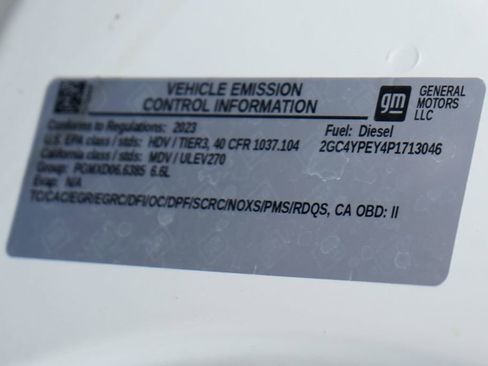 VEHICLE EMISSION
CONTROL INFORMATION
gm
GENERAL
MOTORS
LLC
Conforms to Regulations: 2023
Fuel: Diesel
U.S. EPA class / stds: HDV / TIER3, 40 CFR 1037.104
2GC4YPEY4P1713046
California class / stds: MDV / ULEV270
Group: PGMXD06.6385 6.6L
Evap: N/A
TC/CAC/EGR/EGRC/DFI/OC/DPF/SCRC/NOXS/PMS/RDQS, CA OBD: II